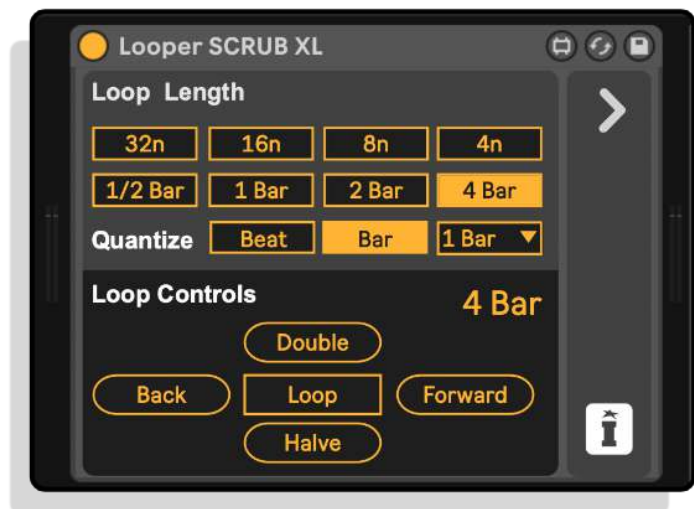 Looper SCRUB XL
Loop Length
32n 16n 8n 4n
1/2 Bar 1 Bar 2 Bar 4 Bar
Quantize Beat Bar 1 Bar
Loop Controls 4 Bar
Double
Back Loop Forward
Halve